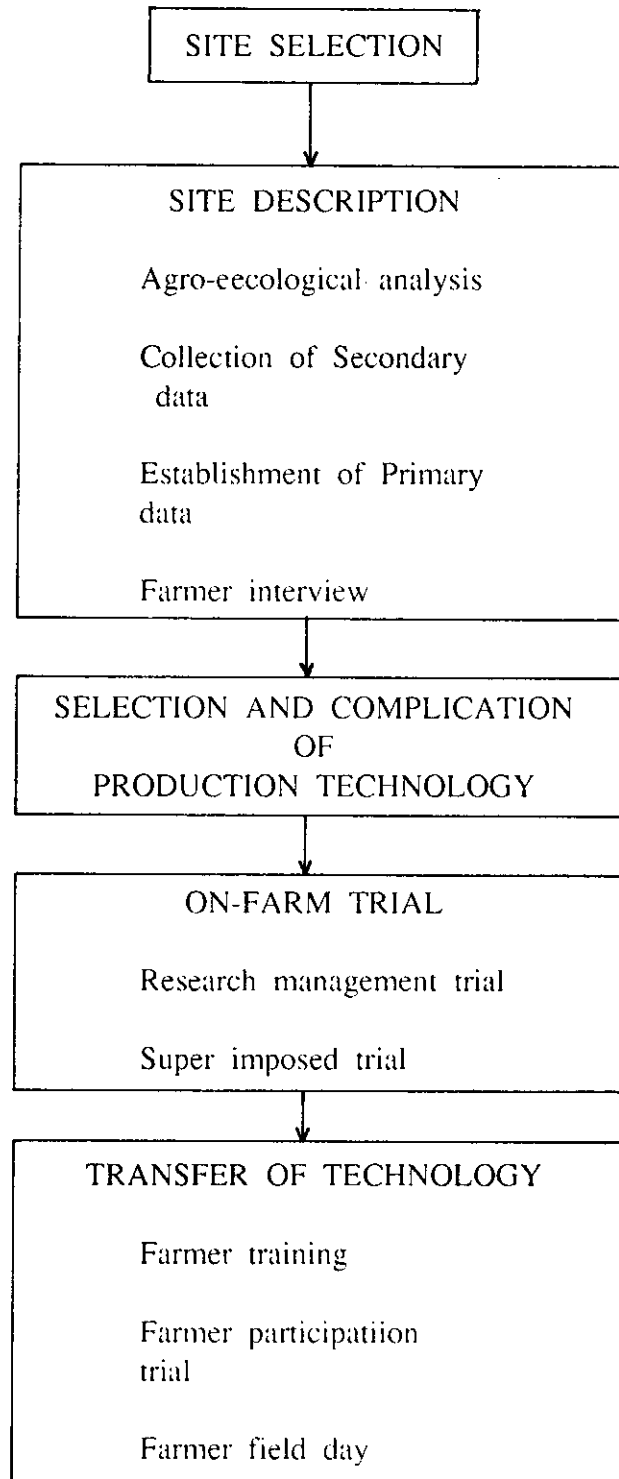 SITE SELECTION
SITE DESCRIPTION
Agro-eecological analysis
Collection of Secondary
data
Establishment of Primary
data
Farmer interview
SELECTION AND COMPLICATION
OF
PRODUCTION TECHNOLOGY
ON-FARM TRIAL
Research management trial
Super imposed trial
TRANSFER OF TECHNOLOGY
Farmer training
Farmer participatiion
trial
Farmer field day